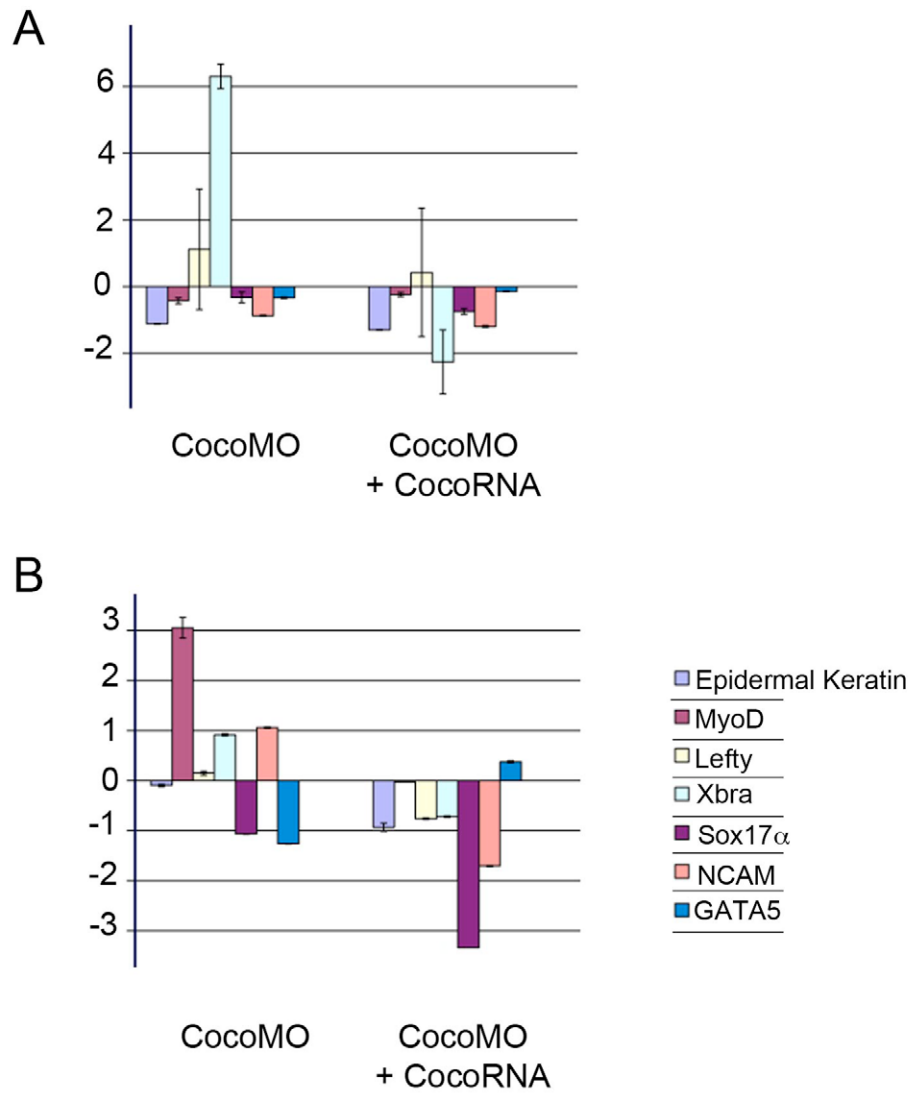 A
6
4
2
0
-2
CocoMO
CocoMO
+ CocoRNA
B
3
2
1
0
-1
-2
-3
CocoMO
CocoMO
+ CocoRNA
Epidermal Keratin
MyoD
Lefty
Xbra
Sox17α
NCAM
GATA5